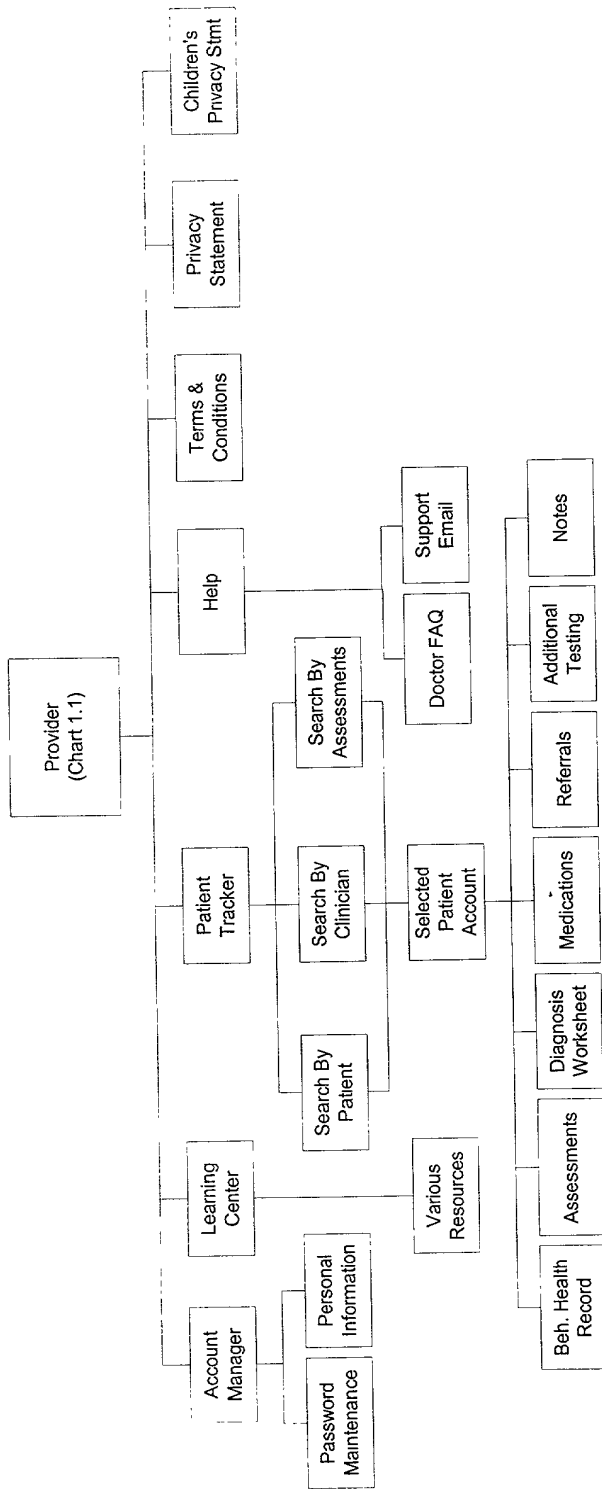 Provider
(Chart 1.1)
Account
Manager
Learning
Center
Patient
Tracker
Help
Terms &
Conditions
Privacy
Statement
Children's
Privacy Stmt
Password
Maintenance
Personal
Information
Search By
Patient
Search By
Clinician
Search By
Assessments
Various
Resources
Selected
Patient
Account
Doctor FAQ
Support
Email
Beh. Health
Record
Assessments
Diagnosis
Worksheet
Medications
Referrals
Additional
Testing
Notes